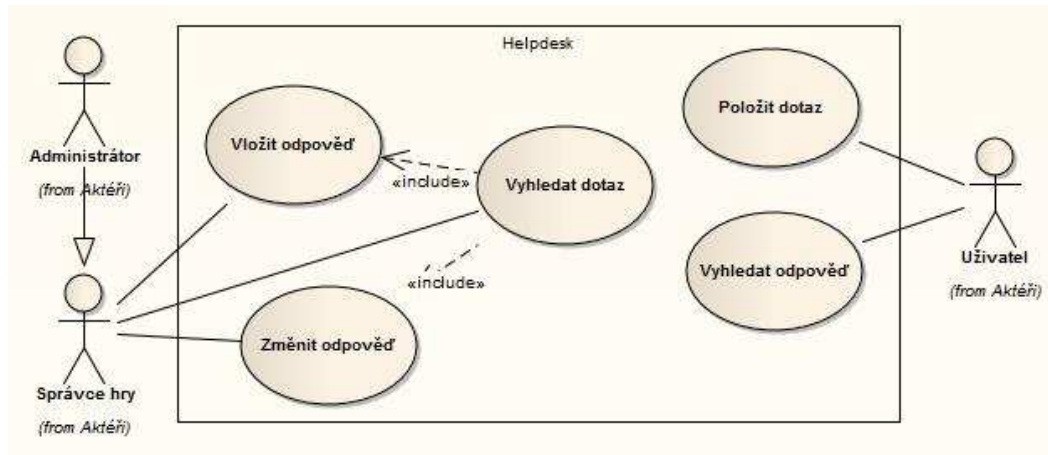 Helpdesk
Administrátor
(from Aktéři)
Vložit odpověď
«include»
Vyhledat dotaz
Položit dotaz
Uživatel
(from Aktéři)
Vyhledat odpověď
«include»
Změnit odpověď
Správce hry
(from Aktéři)